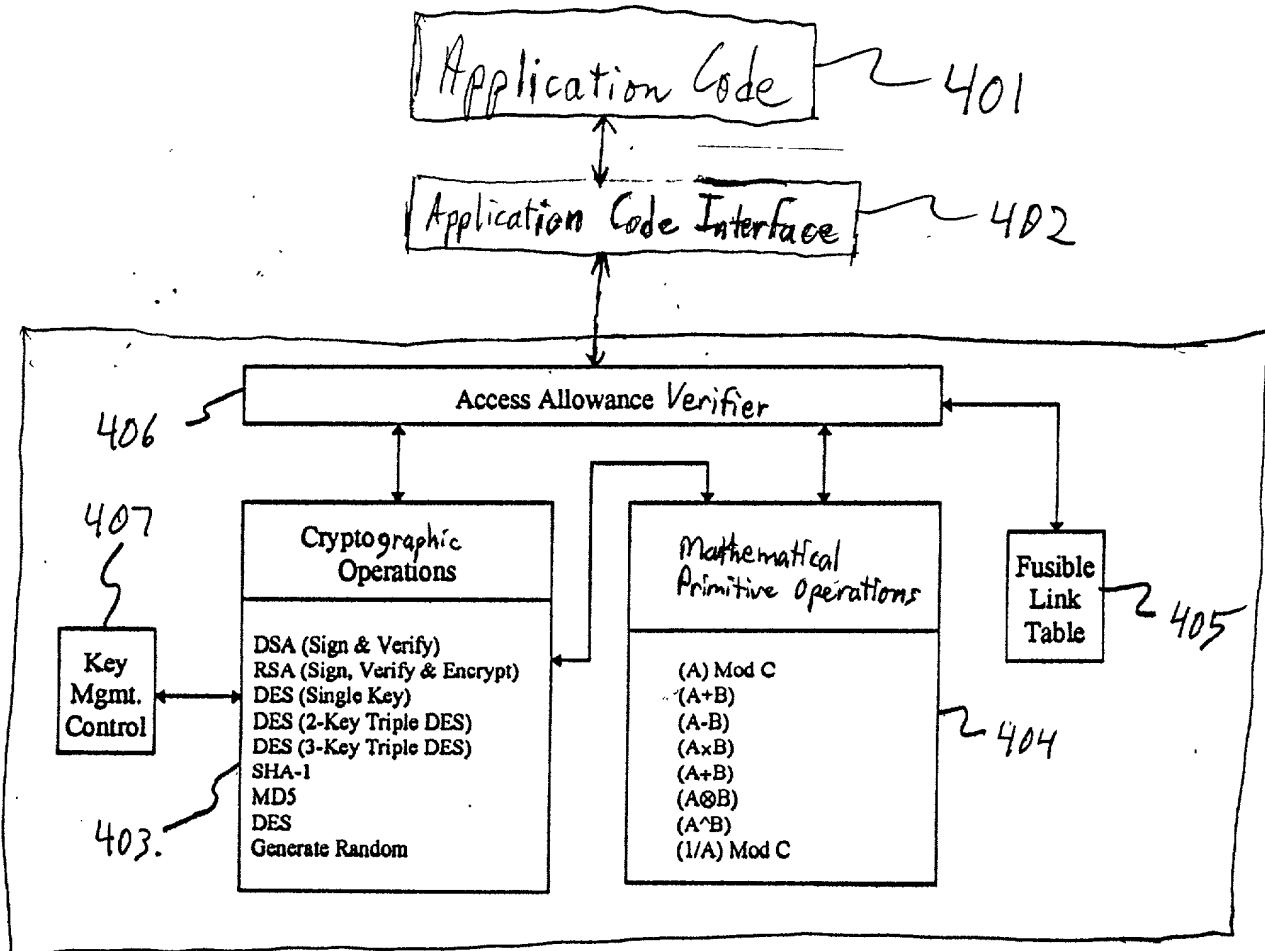 Application Code
401
Application Code Interface
402
Access Allowance Verifier
406
407
Cryptographic
Operations
Mathematical
Primitive Operations
Fusible
Link
Table
405
Key
Mgmt.
Control
DSA (Sign & Verify)
RSA (Sign, Verify & Encrypt)
DES (Single Key)
DES (2-Key Triple DES)
DES (3-Key Triple DES)
SHA-1
MD5
DES
Generate Random
403.
(A) Mod C
(A+B)
(A-B)
(AxB)
(A+B)
(A⊗B)
(A^B)
(1/A) Mod C
404